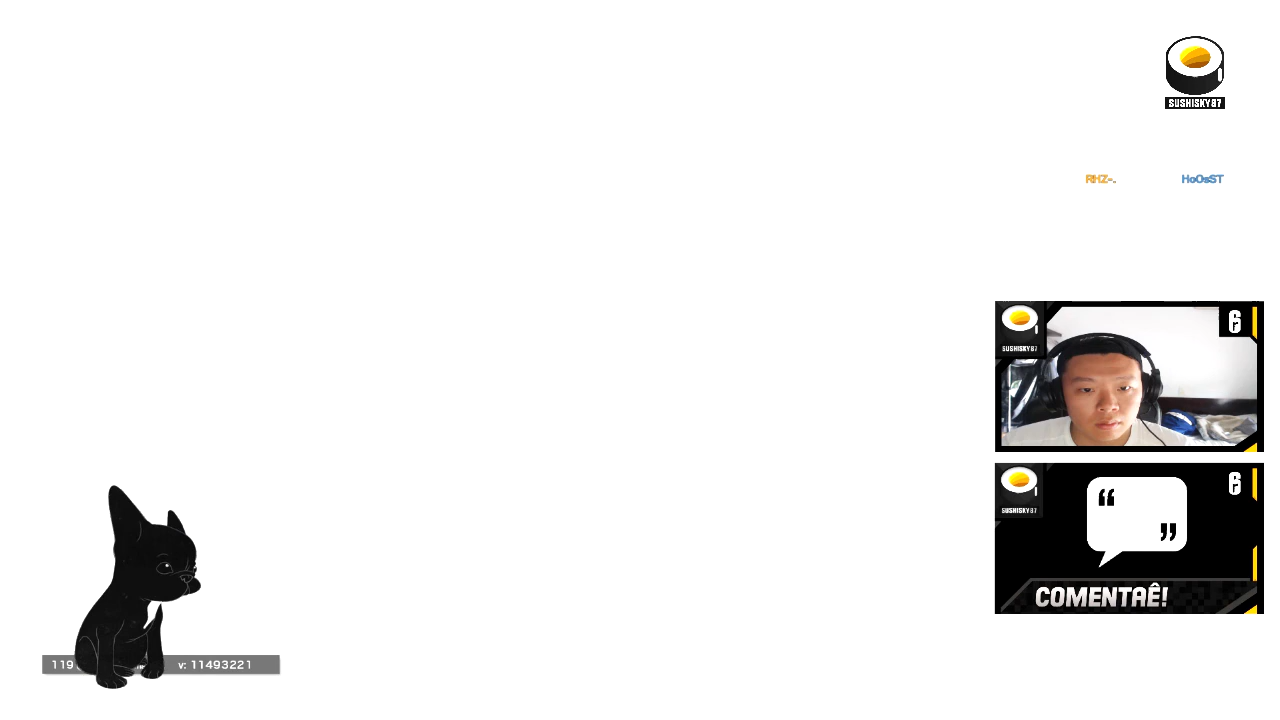 SUSHISKY87
RHZ-.
HoOsST
SUSHISKY87
SUSHISKY87
“
”
COMENTAÊ!
119
v: 11493221